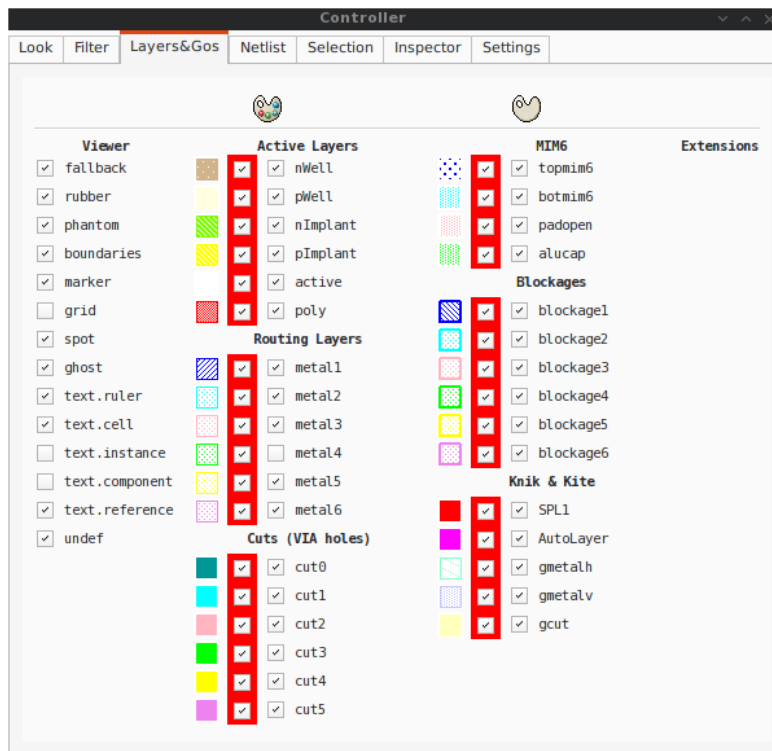 Controller
Look Filter Layers&Gos Netlist Selection Inspector Settings
Viewer Active Layers MIM6 Extensions
fallback nWell topmim6
rubber pWell botmim6
phantom nImplant padopen
boundaries pImplant alucap
marker active Blockages
grid poly blockage1
spot Routing Layers blockage2
ghost metal1 blockage3
text.ruler metal2 blockage4
text.cell metal3 blockage5
text.instance metal4 blockage6
text.component metal5 Knik & Kite
text.reference metal6 SPL1
undef Cuts (VIA holes) AutoLayer
cut0 gmetalh
cut1 gmetalv
cut2 gcut
cut3
cut4
cut5